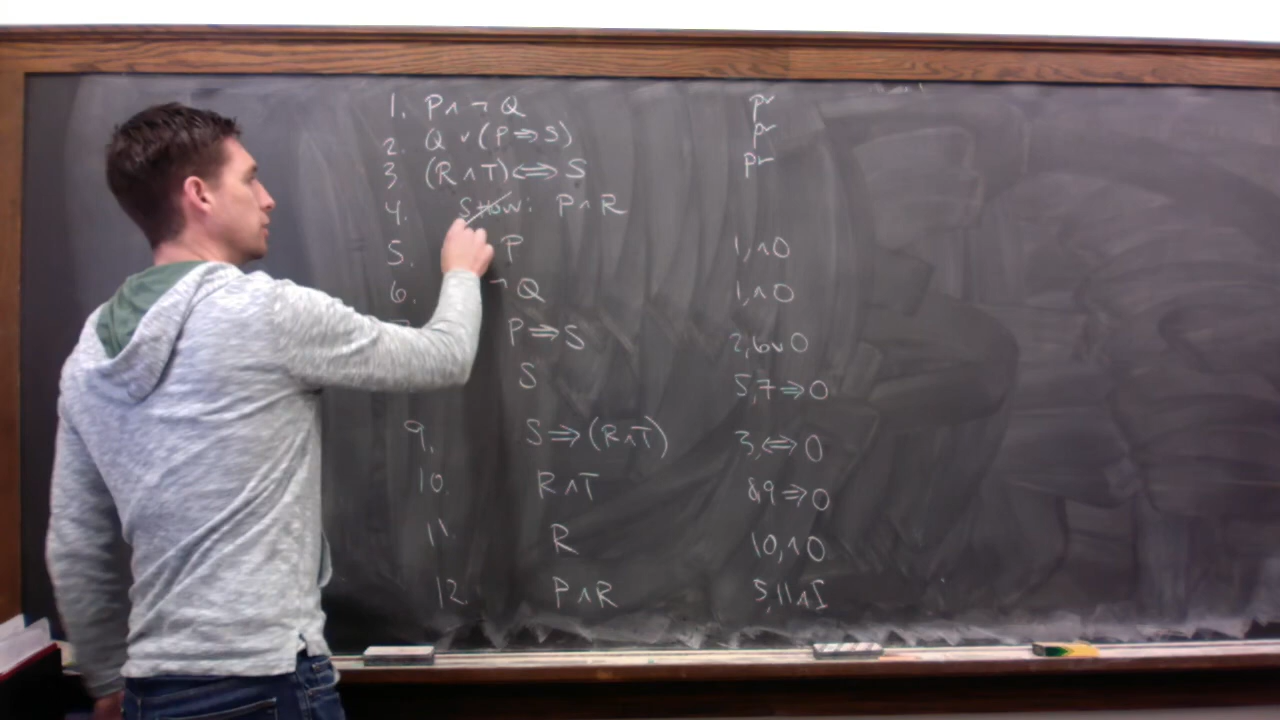 1. P ∧ ¬ Q pr
2. Q ∨ (P ⇒ S) pr
3 (R ∧ T) ⇔ S pr
4. Show: P ∧ R
5. P 1, ∧O
6. ¬ Q 1, ∧O
P ⇒ S 2, 6 ∨O
S 5, 7 ⇒O
9. S ⇒ (R ∧ T) 3, ⇔O
10. R ∧ T 8, 9 ⇒O
11. R 10, ∧O
12. P ∧ R 5, 11 ∧I